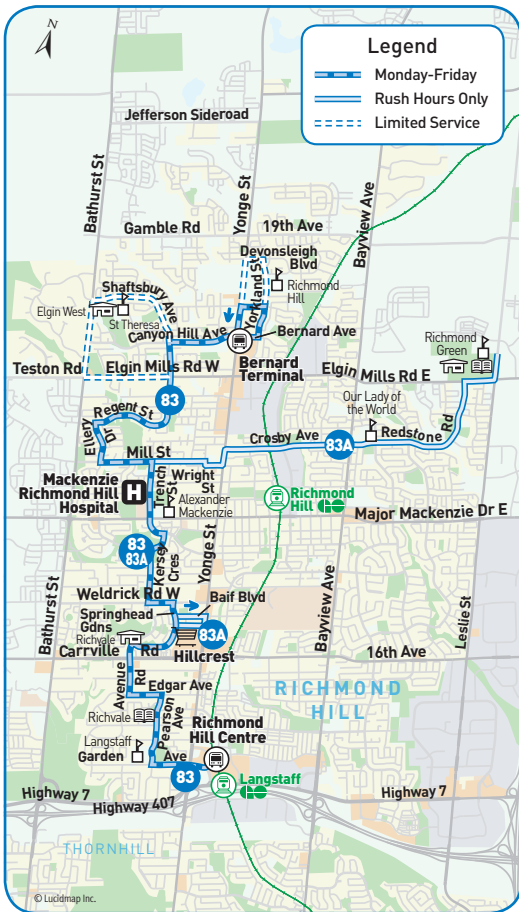 N
Legend
Monday-Friday
Rush Hours Only
Limited Service
Jefferson Sideroad
Bathurst St
Yonge St
Bayview Ave
Gamble Rd
19th Ave
Devonsleigh
Blvd
Yorkland St
Richmond
Hill
Shaftsbury Ave
Elgin West
St Theresa
Canyon Hill Ave
Bernard Ave
Bernard
Terminal
Richmond
Green
Teston Rd
Elgin Mills Rd W
Elgin Mills Rd E
83
Regent St
Ellery
Dr
Our Lady of
the World
Crosby Ave
83A
Redstone
Rd
Mill St
Mackenzie
Richmond Hill
Hospital
H
Trench
St
Wright
St
Alexander
Mackenzie
Richmond
Hill
Major Mackenzie Dr E
83
83A
Kersey
Cres
Yonge St
Bathurst St
Bayview Ave
Leslie St
Weldrick Rd W
Baif Blvd
Springhead
Gdns
83A
Richvale
Carrville
Rd
Hillcrest
16th Ave
Avenue
Rd
Edgar Ave
RICHMOND
HILL
Richvale
Pearson
Ave
Richmond
Hill Centre
Langstaff
Garden
Ave
83
Langstaff
Highway 7
Highway 407
Highway 7
THORNHILL
© Lucidmap Inc.